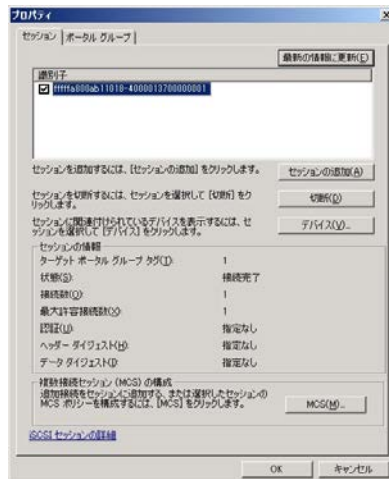 プロパティ
セッション
ポータル グループ
最新の情報に更新(E)
識別子
fffffa800ab11010-4000013700000001
セッションを追加するには、[セッションの追加] をクリックします。
セッションの追加(A)
セッションを切断するには、セッションを選択して [切断] をク
リックします。
切断(D)
セッションに関連付けられているデバイスを表示するには、セ
ッションを選択して [デバイス] をクリックします。
デバイス(V)...
セッションの情報
ターゲット ポータル グループ タグ(T):
1
状態(S):
接続完了
接続数(O):
1
最大許容接続数(X):
1
認証(U):
指定なし
ヘッダー ダイジェスト(H):
指定なし
データ ダイジェスト(I):
指定なし
複数接続セッション (MCS) の構成
追加接続をセッションに追加する、または選択したセッションの
MCS ポリシーを構成するには、[MCS] をクリックします。
MCS(M)...
iSCSI セッションの詳細
OK
キャンセル